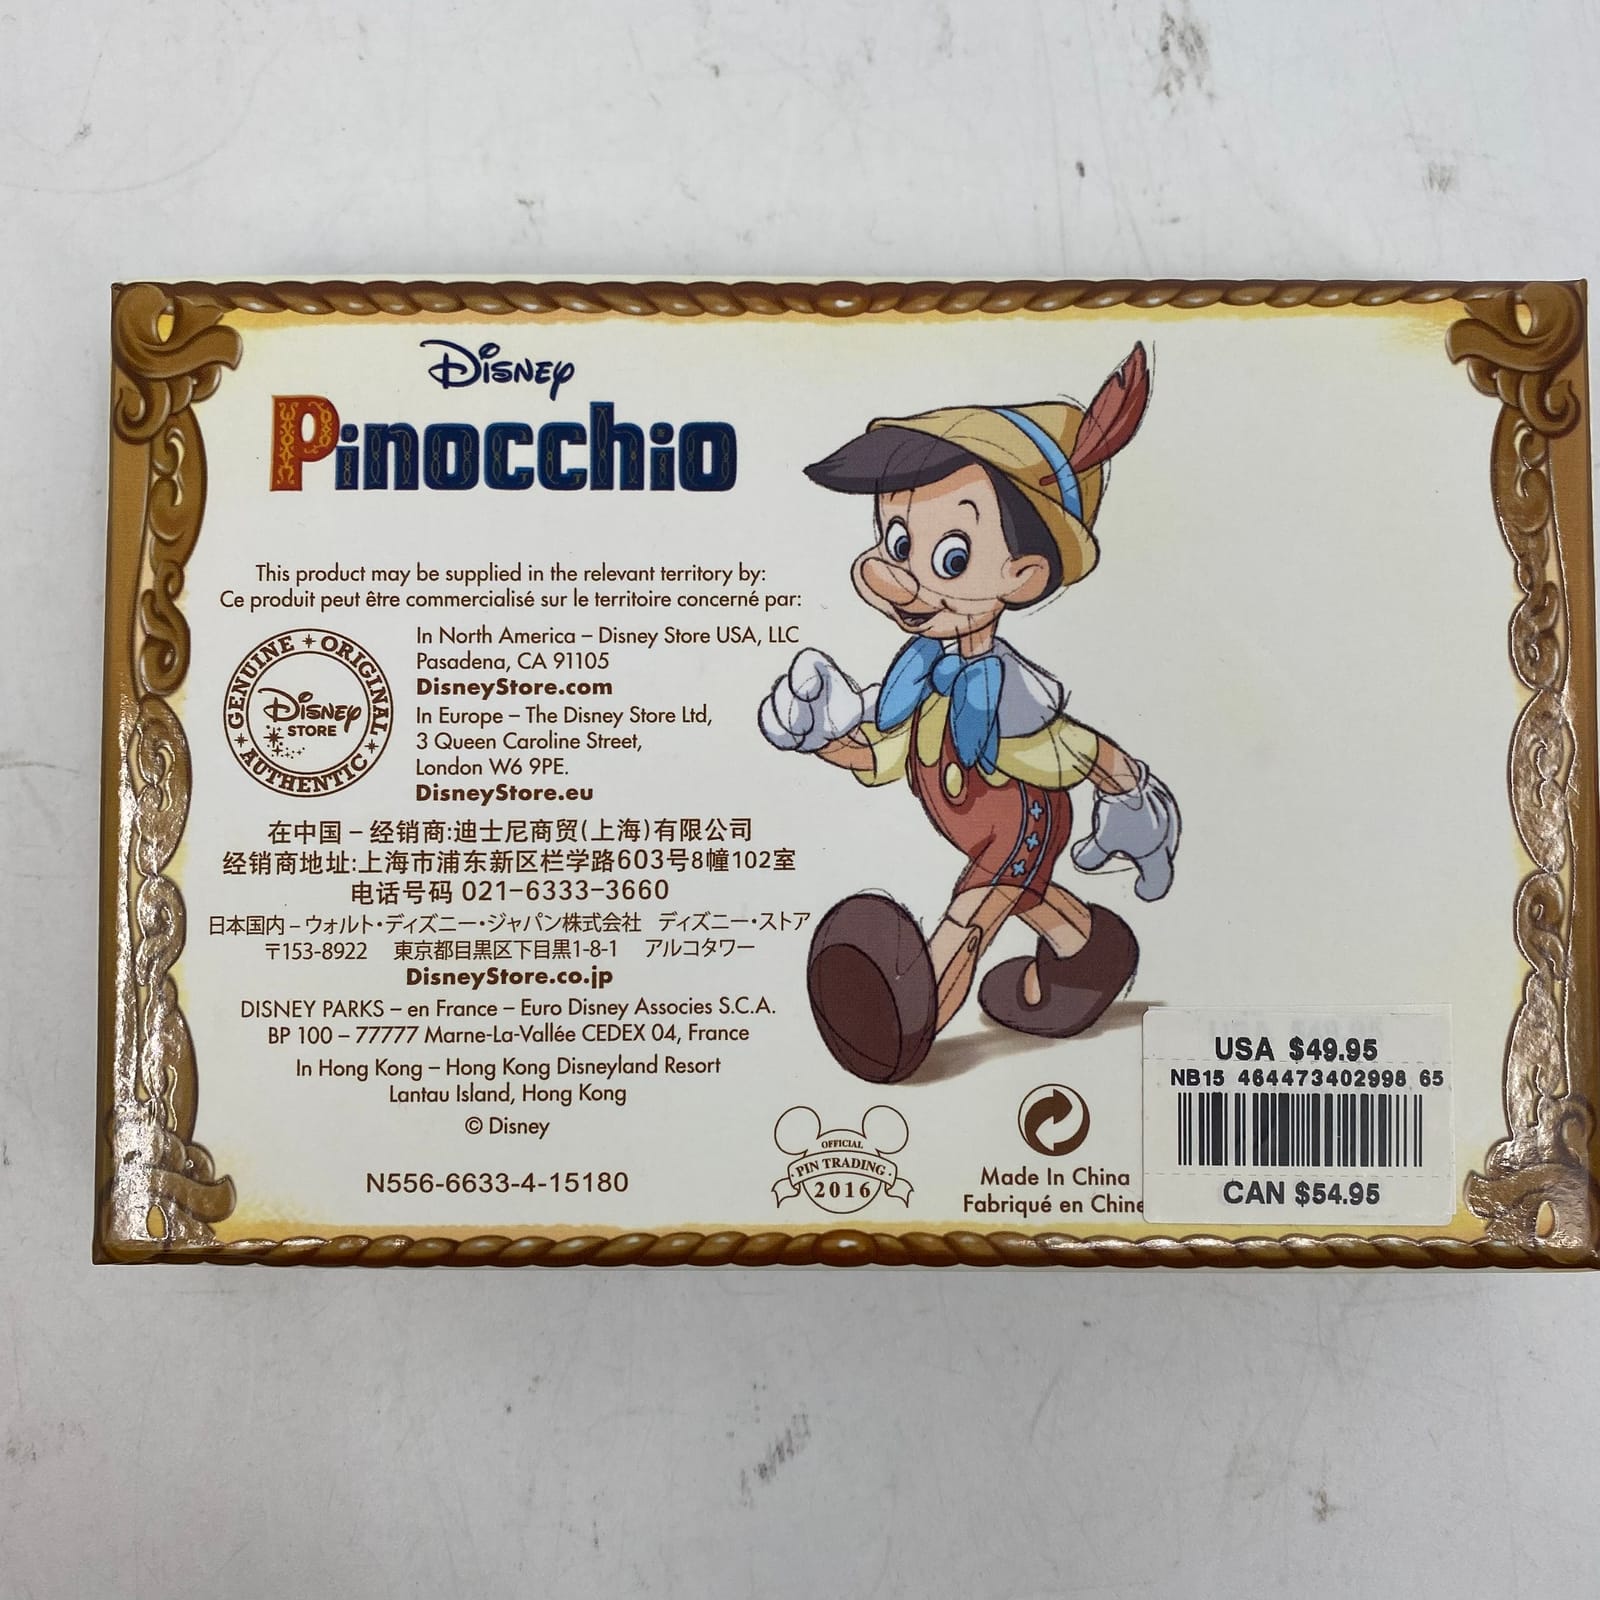 Disney
Pinocchio
This product may be supplied in the relevant territory by:
Ce produit peut être commercialisé sur le territoire concerné par:
GENUINE ORIGINAL AUTHENTIC
Disney
STORE
In North America – Disney Store USA, LLC
Pasadena, CA 91105
DisneyStore.com
In Europe – The Disney Store Ltd,
3 Queen Caroline Street,
London W6 9PE.
DisneyStore.eu
在中国 – 经销商:迪士尼商贸(上海)有限公司
经销商地址:上海市浦东新区栏学路603号8幢102室
电话号码 021-6333-3660
日本国内 – ウォルト・ディズニー・ジャパン株式会社 ディズニー・ストア
〒153-8922 東京都目黒区下目黒1-8-1 アルコタワー
DisneyStore.co.jp
DISNEY PARKS – en France – Euro Disney Associes S.C.A.
BP 100 – 77777 Marne-La-Vallée CEDEX 04, France
In Hong Kong – Hong Kong Disneyland Resort
Lantau Island, Hong Kong
© Disney
N556-6633-4-15180
OFFICIAL
PIN TRADING
2016
Made In China
Fabriqué en Chine
USA $49.95
NB15 464473402998 65
CAN $54.95